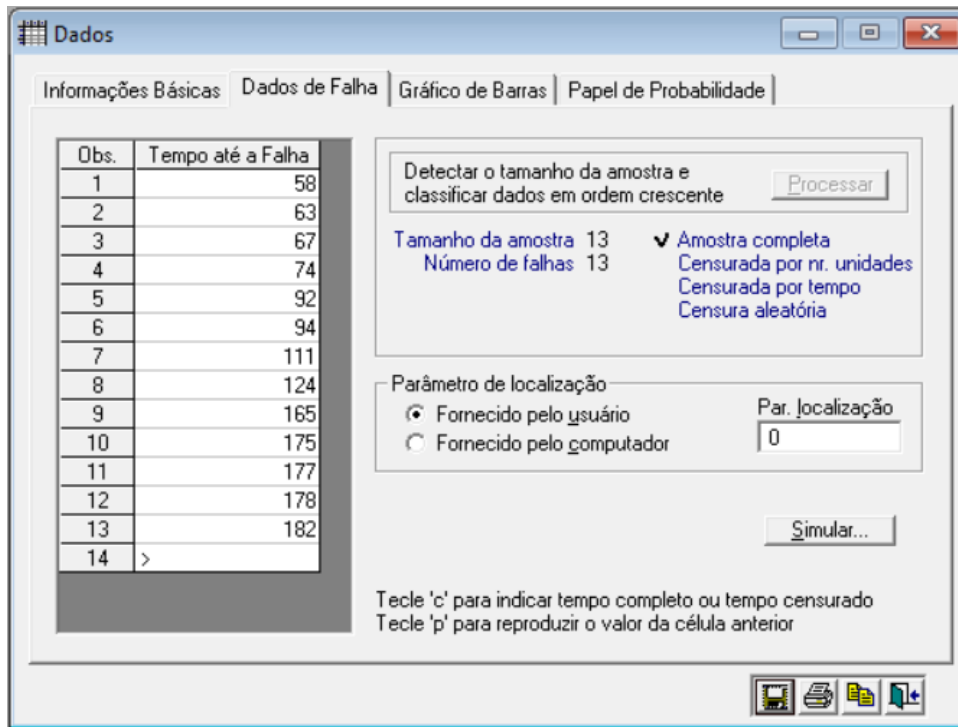 Dados
Informações Básicas Dados de Falha Gráfico de Barras Papel de Probabilidade
Obs. Tempo até a Falha
1 58
2 63
3 67
4 74
5 92
6 94
7 111
8 124
9 165
10 175
11 177
12 178
13 182
14 >
Detectar o tamanho da amostra e
classificar dados em ordem crescente
Processar
Tamanho da amostra 13
Número de falhas 13
Amostra completa
Censurada por nr. unidades
Censurada por tempo
Censura aleatória
Parâmetro de localização
Fornecido pelo usuário
Fornecido pelo computador
Par. localização
0
Simular...
Tecle 'c' para indicar tempo completo ou tempo censurado
Tecle 'p' para reproduzir o valor da célula anterior